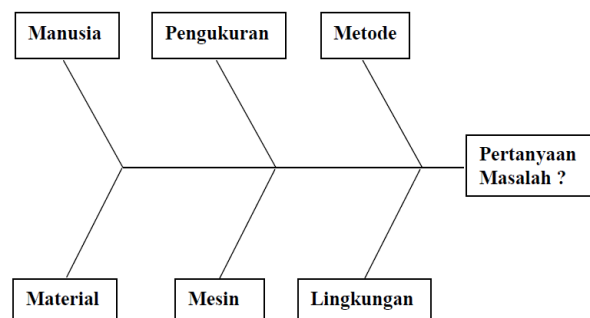 Manusia
Pengukuran
Metode
Pertanyaan
Masalah ?
Material
Mesin
Lingkungan